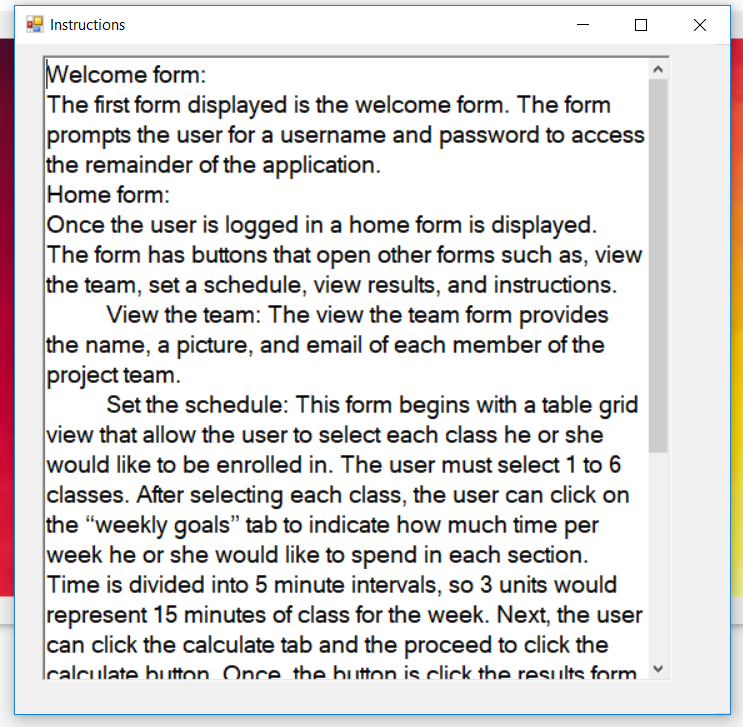 Instructions
Welcome form:
The first form displayed is the welcome form. The form
prompts the user for a username and password to access
the remainder of the application.
Home form:
Once the user is logged in a home form is displayed.
The form has buttons that open other forms such as, view
the team, set a schedule, view results, and instructions.
View the team: The view the team form provides
the name, a picture, and email of each member of the
project team.
Set the schedule: This form begins with a table grid
view that allow the user to select each class he or she
would like to be enrolled in. The user must select 1 to 6
classes. After selecting each class, the user can click on
the “weekly goals” tab to indicate how much time per
week he or she would like to spend in each section.
Time is divided into 5 minute intervals, so 3 units would
represent 15 minutes of class for the week. Next, the user
can click the calculate tab and the proceed to click the
calculate button. Once, the button is click the results form